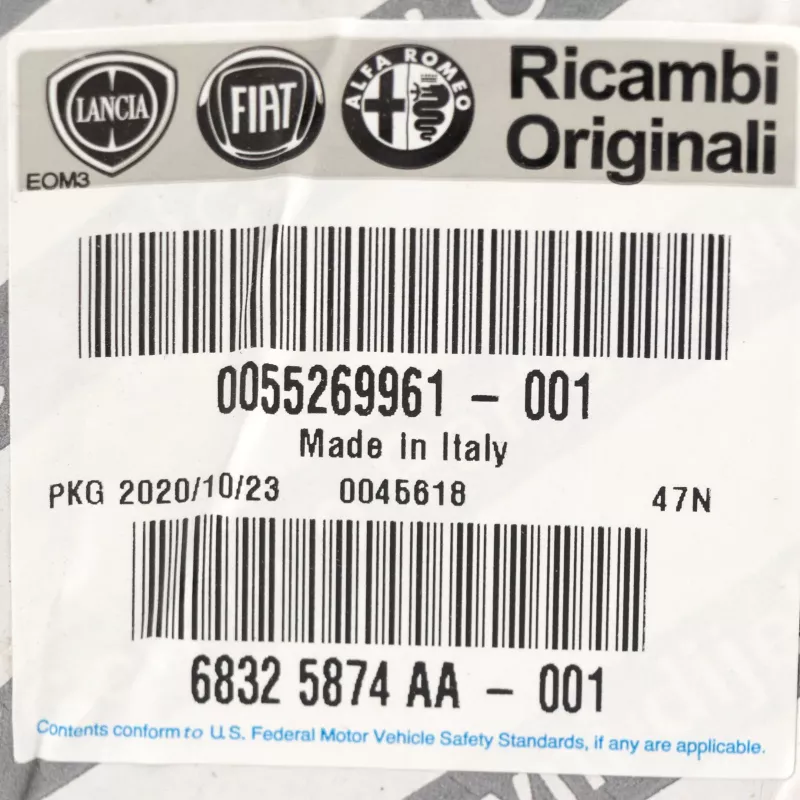 LANCIA FIAT ALFA ROMEO Ricambi
Originali
EOM3
0055269961 - 001
Made in Italy
PKG 2020/10/23 0045618 47N
6832 5874 AA - 001
Contents conform to U.S. Federal Motor Vehicle Safety Standards, if any are applicable.